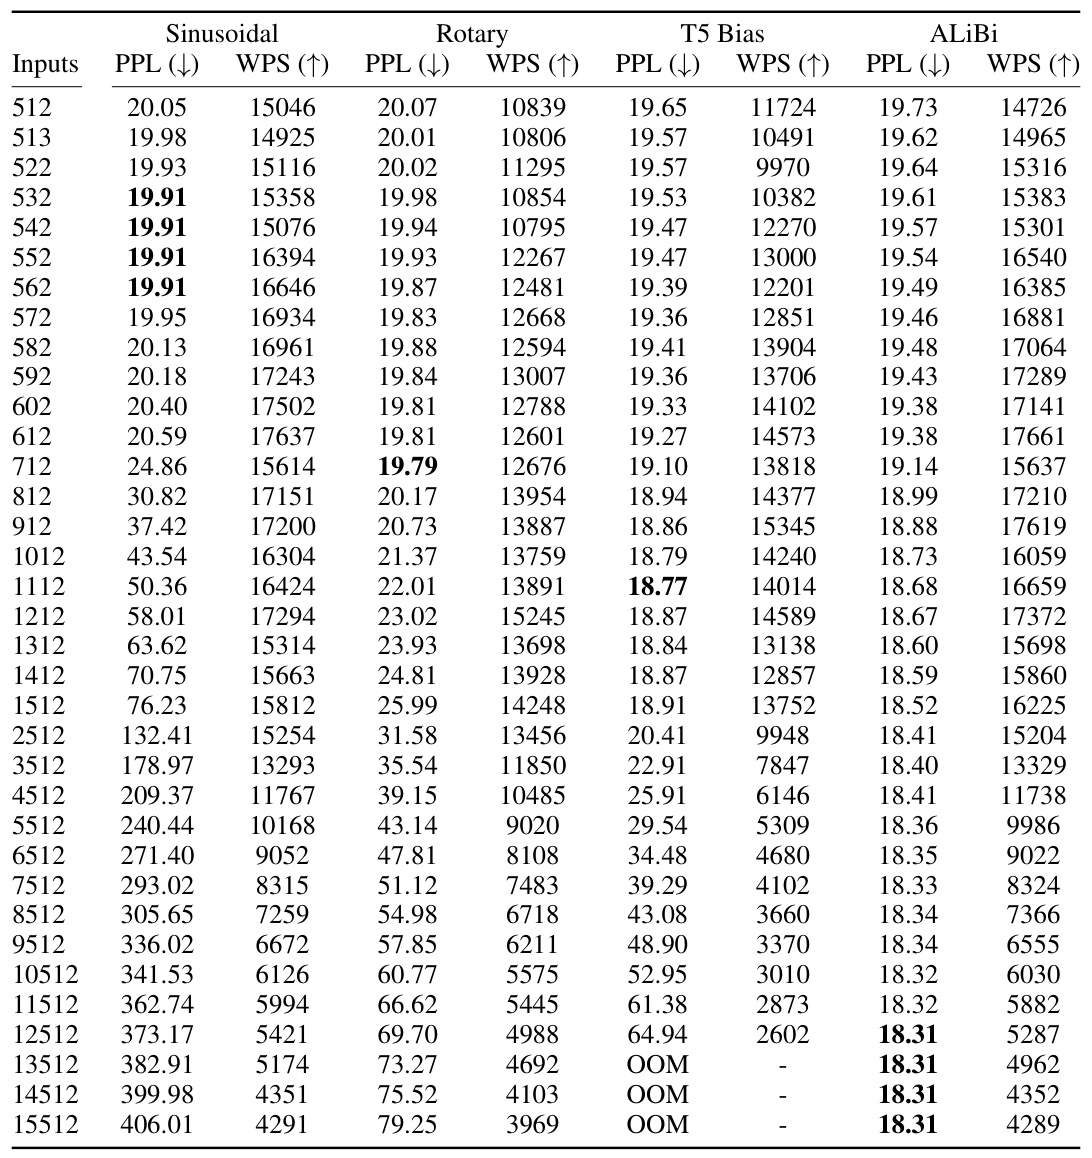 Sinusoidal Rotary T5 Bias ALiBi
Inputs PPL (↓) WPS (↑) PPL (↓) WPS (↑) PPL (↓) WPS (↑) PPL (↓) WPS (↑)
512 20.05 15046 20.07 10839 19.65 11724 19.73 14726
513 19.98 14925 20.01 10806 19.57 10491 19.62 14965
522 19.93 15116 20.02 11295 19.57 9970 19.64 15316
532 19.91 15358 19.98 10854 19.53 10382 19.61 15383
542 19.91 15076 19.94 10795 19.47 12270 19.57 15301
552 19.91 16394 19.93 12267 19.47 13000 19.54 16540
562 19.91 16646 19.87 12481 19.39 12201 19.49 16385
572 19.95 16934 19.83 12668 19.36 12851 19.46 16881
582 20.13 16961 19.88 12594 19.41 13904 19.48 17064
592 20.18 17243 19.84 13007 19.36 13706 19.43 17289
602 20.40 17502 19.81 12788 19.33 14102 19.38 17141
612 20.59 17637 19.81 12601 19.27 14573 19.38 17661
712 24.86 15614 19.79 12676 19.10 13818 19.14 15637
812 30.82 17151 20.17 13954 18.94 14377 18.99 17210
912 37.42 17200 20.73 13887 18.86 15345 18.88 17619
1012 43.54 16304 21.37 13759 18.79 14240 18.73 16059
1112 50.36 16424 22.01 13891 18.77 14014 18.68 16659
1212 58.01 17294 23.02 15245 18.87 14589 18.67 17372
1312 63.62 15314 23.93 13698 18.84 13138 18.60 15698
1412 70.75 15663 24.81 13928 18.87 12857 18.59 15860
1512 76.23 15812 25.99 14248 18.91 13752 18.52 16225
2512 132.41 15254 31.58 13456 20.41 9948 18.41 15204
3512 178.97 13293 35.54 11850 22.91 7847 18.40 13329
4512 209.37 11767 39.15 10485 25.91 6146 18.41 11738
5512 240.44 10168 43.14 9020 29.54 5309 18.36 9986
6512 271.40 9052 47.81 8108 34.48 4680 18.35 9022
7512 293.02 8315 51.12 7483 39.29 4102 18.33 8324
8512 305.65 7259 54.98 6718 43.08 3660 18.34 7366
9512 336.02 6672 57.85 6211 48.90 3370 18.34 6555
10512 341.53 6126 60.77 5575 52.95 3010 18.32 6030
11512 362.74 5994 66.62 5445 61.38 2873 18.32 5882
12512 373.17 5421 69.70 4988 64.94 2602 18.31 5287
13512 382.91 5174 73.27 4692 OOM - 18.31 4962
14512 399.98 4351 75.52 4103 OOM - 18.31 4352
15512 406.01 4291 79.25 3969 OOM - 18.31 4289